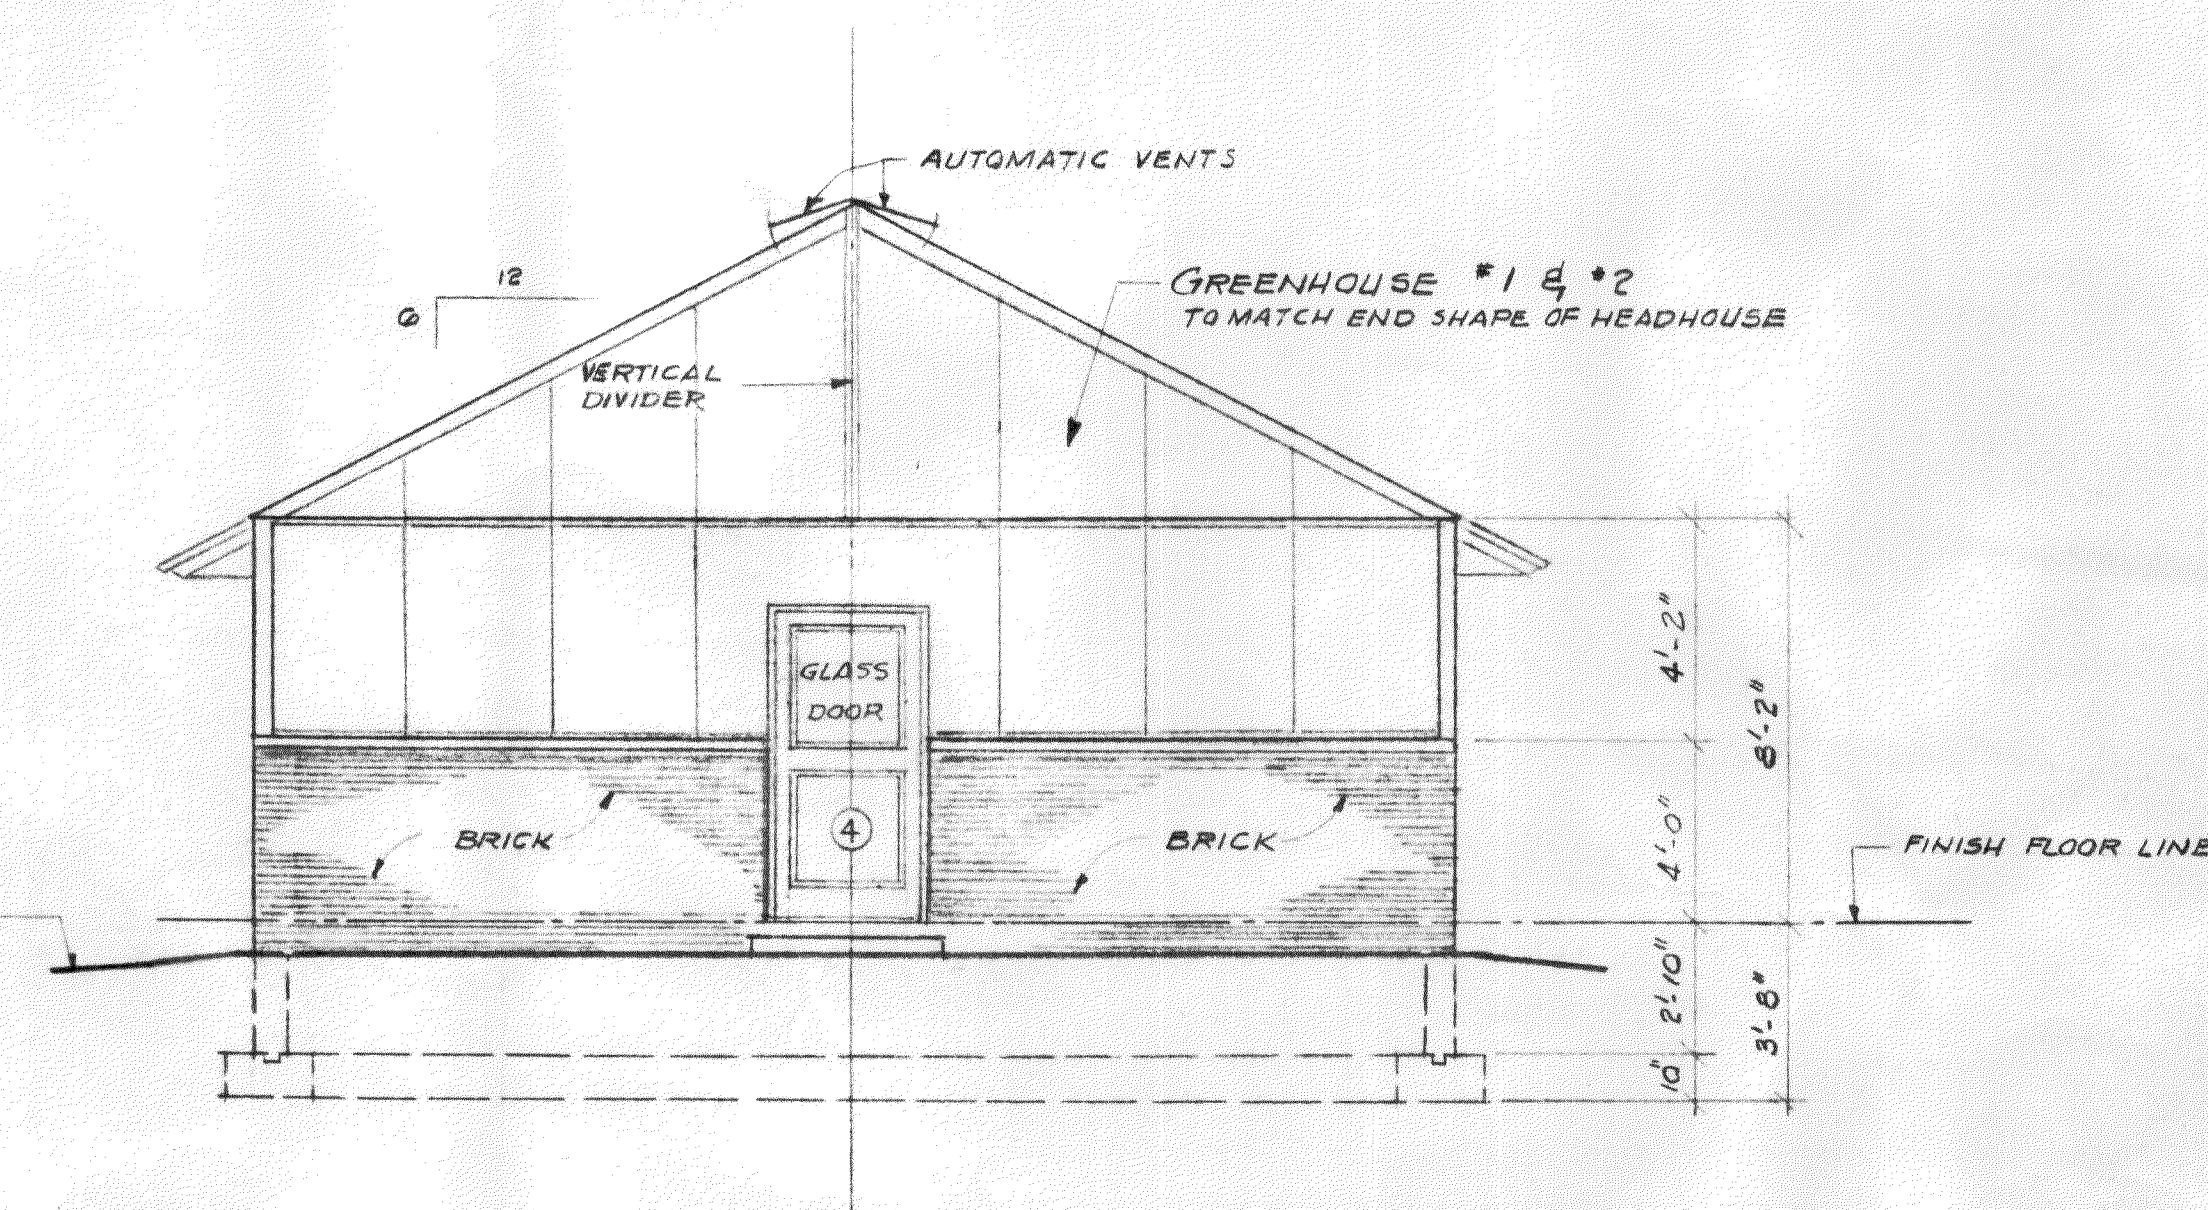 AUTOMATIC VENTS
12
6
GREENHOUSE #1 & #2
TO MATCH END SHAPE OF HEADHOUSE
VERTICAL
DIVIDER
GLASS
DOOR
4
BRICK
BRICK
4'-2"
8'-2"
4'-0"
FINISH FLOOR LINE
2'-10"
3'-8"
10"